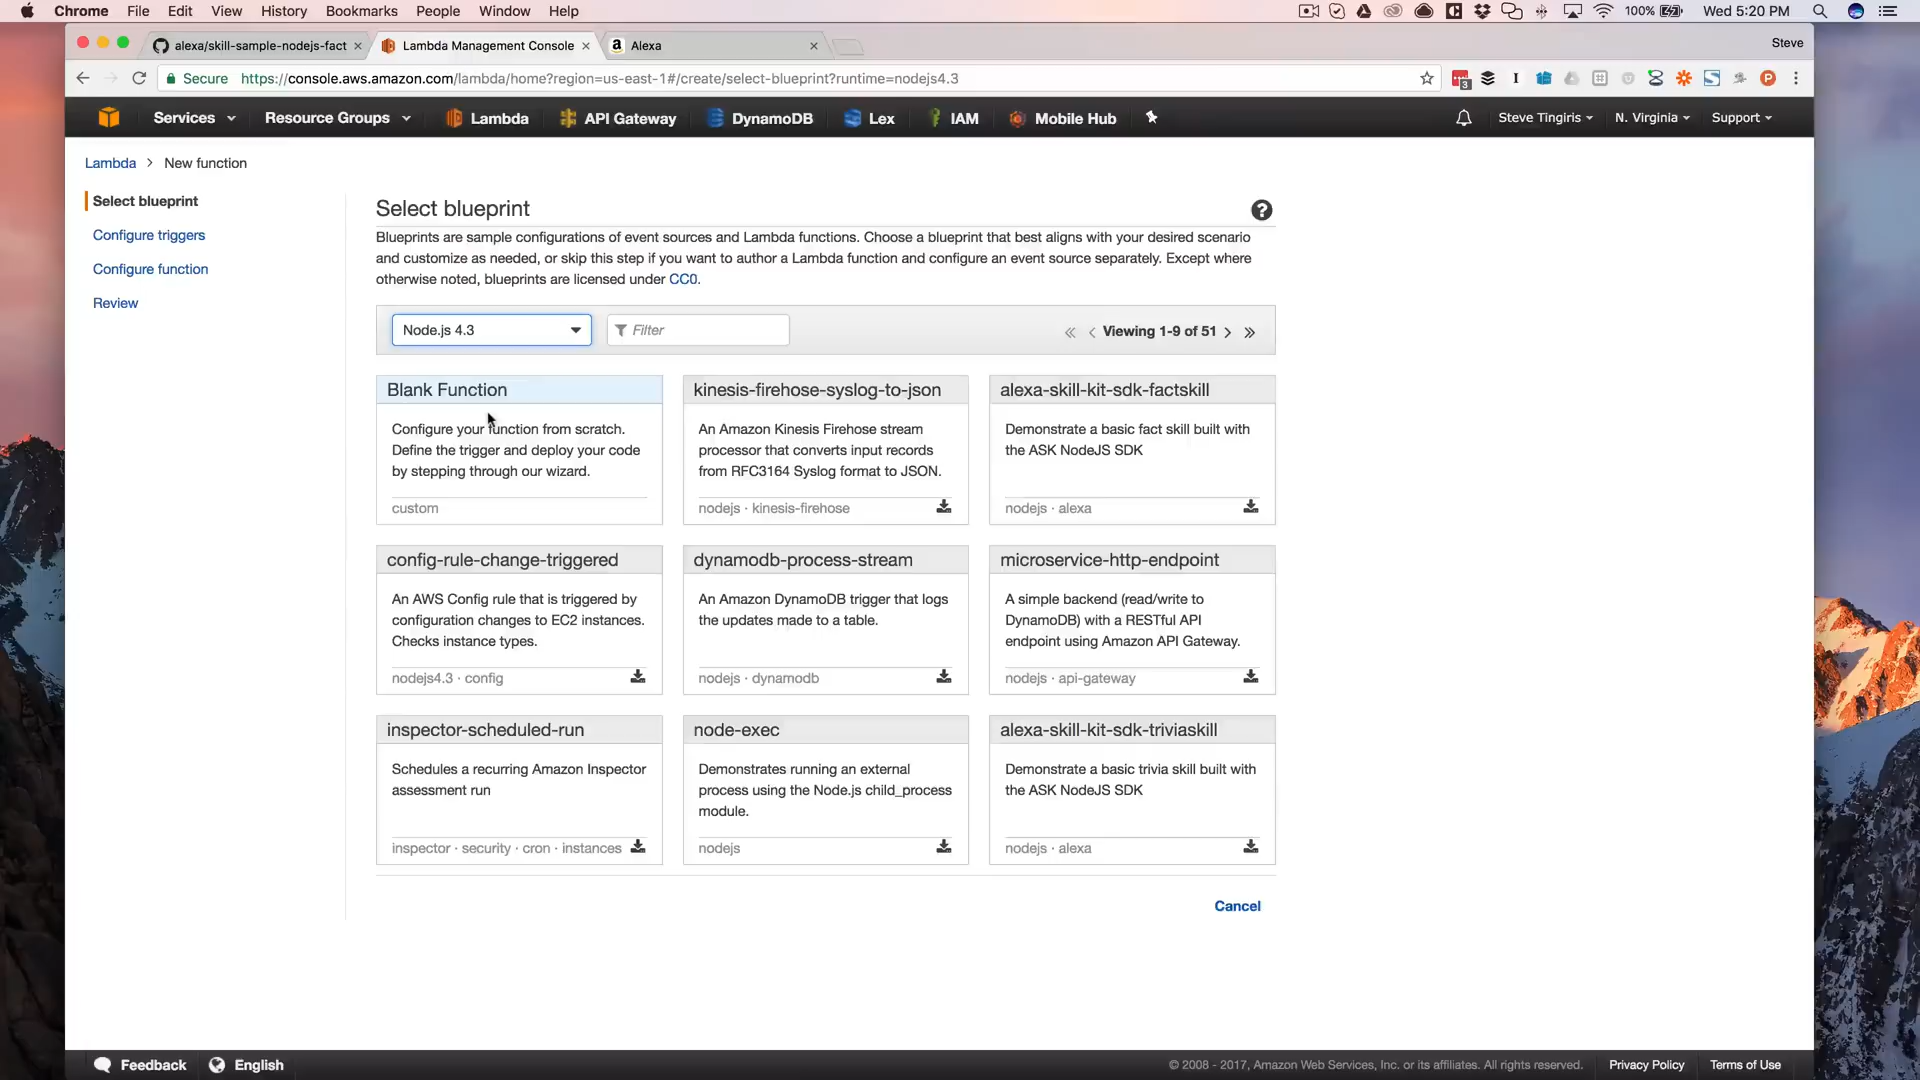 Chrome File Edit View History Bookmarks People Window Help 100% Wed 5:20 PM
alexa/skill-sample-nodejs-fact Lambda Management Console Alexa Steve
Secure https://console.aws.amazon.com/lambda/home?region=us-east-1#/create/select-blueprint?runtime=nodejs4.3
Services Resource Groups Lambda API Gateway DynamoDB Lex IAM Mobile Hub Steve Tingiris N. Virginia Support
Lambda > New function
Select blueprint
Configure triggers
Configure function
Review
Select blueprint
Blueprints are sample configurations of event sources and Lambda functions. Choose a blueprint that best aligns with your desired scenario
and customize as needed, or skip this step if you want to author a Lambda function and configure an event source separately. Except where
otherwise noted, blueprints are licensed under CC0.
Node.js 4.3 Filter « < Viewing 1-9 of 51 > »
Blank Function
Configure your function from scratch.
Define the trigger and deploy your code
by stepping through our wizard.
custom
kinesis-firehose-syslog-to-json
An Amazon Kinesis Firehose stream
processor that converts input records
from RFC3164 Syslog format to JSON.
nodejs · kinesis-firehose
alexa-skill-kit-sdk-factskill
Demonstrate a basic fact skill built with
the ASK NodeJS SDK
nodejs · alexa
config-rule-change-triggered
An AWS Config rule that is triggered by
configuration changes to EC2 instances.
Checks instance types.
nodejs4.3 · config
dynamodb-process-stream
An Amazon DynamoDB trigger that logs
the updates made to a table.
nodejs · dynamodb
microservice-http-endpoint
A simple backend (read/write to
DynamoDB) with a RESTful API
endpoint using Amazon API Gateway.
nodejs · api-gateway
inspector-scheduled-run
Schedules a recurring Amazon Inspector
assessment run
inspector · security · cron · instances
node-exec
Demonstrates running an external
process using the Node.js child_process
module.
nodejs
alexa-skill-kit-sdk-triviaskill
Demonstrate a basic trivia skill built with
the ASK NodeJS SDK
nodejs · alexa
Cancel
Feedback English © 2008 - 2017, Amazon Web Services, Inc. or its affiliates. All rights reserved. Privacy Policy Terms of Use